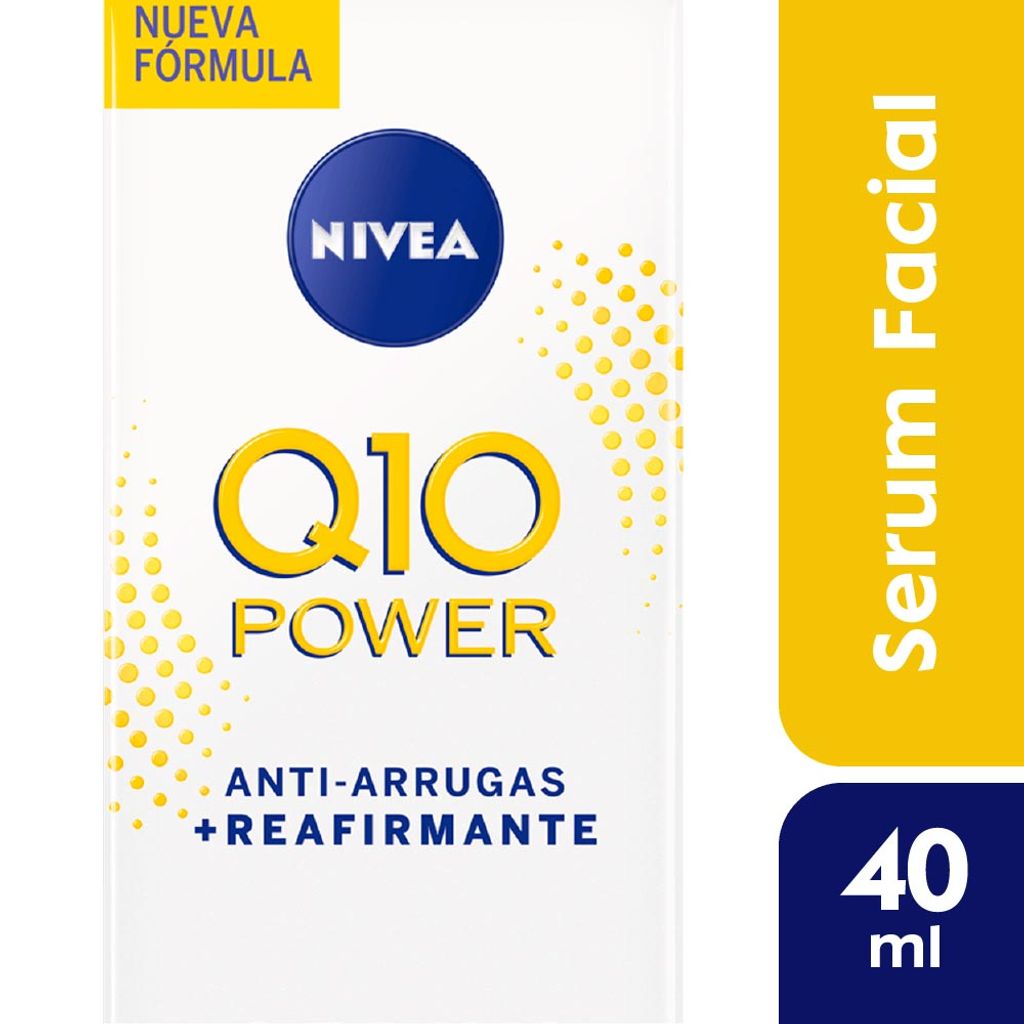 NUEVA
FÓRMULA
NIVEA
Q10
POWER
ANTI-ARRUGAS
+REAFIRMANTE
Serum Facial
40
ml